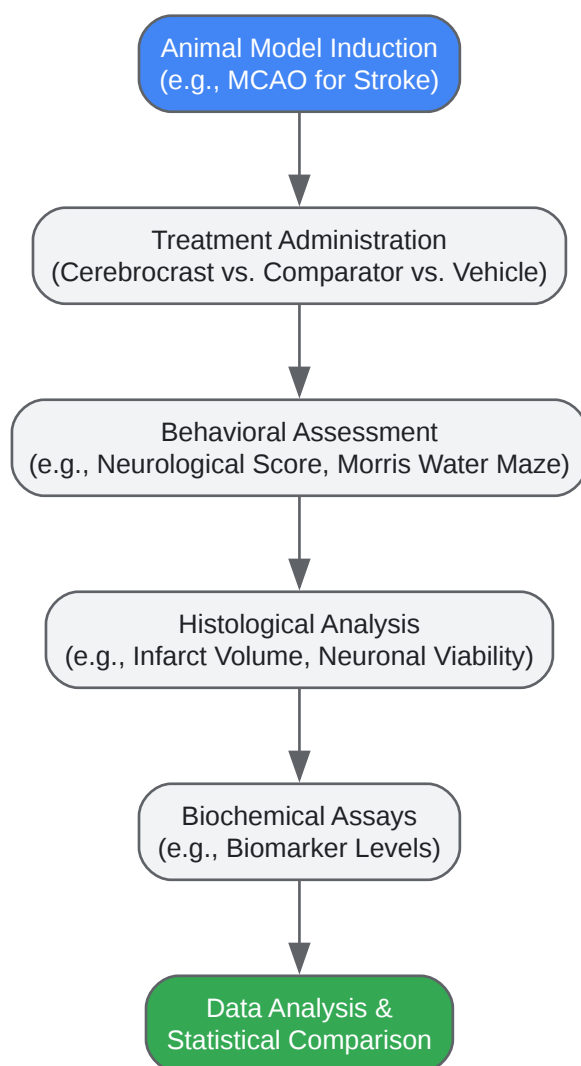 Animal Model Induction
(e.g., MCAO for Stroke)
Treatment Administration
(Cerebrocrast vs. Comparator vs. Vehicle)
Behavioral Assessment
(e.g., Neurological Score, Morris Water Maze)
Histological Analysis
(e.g., Infarct Volume, Neuronal Viability)
Biochemical Assays
(e.g., Biomarker Levels)
Data Analysis &
Statistical Comparison